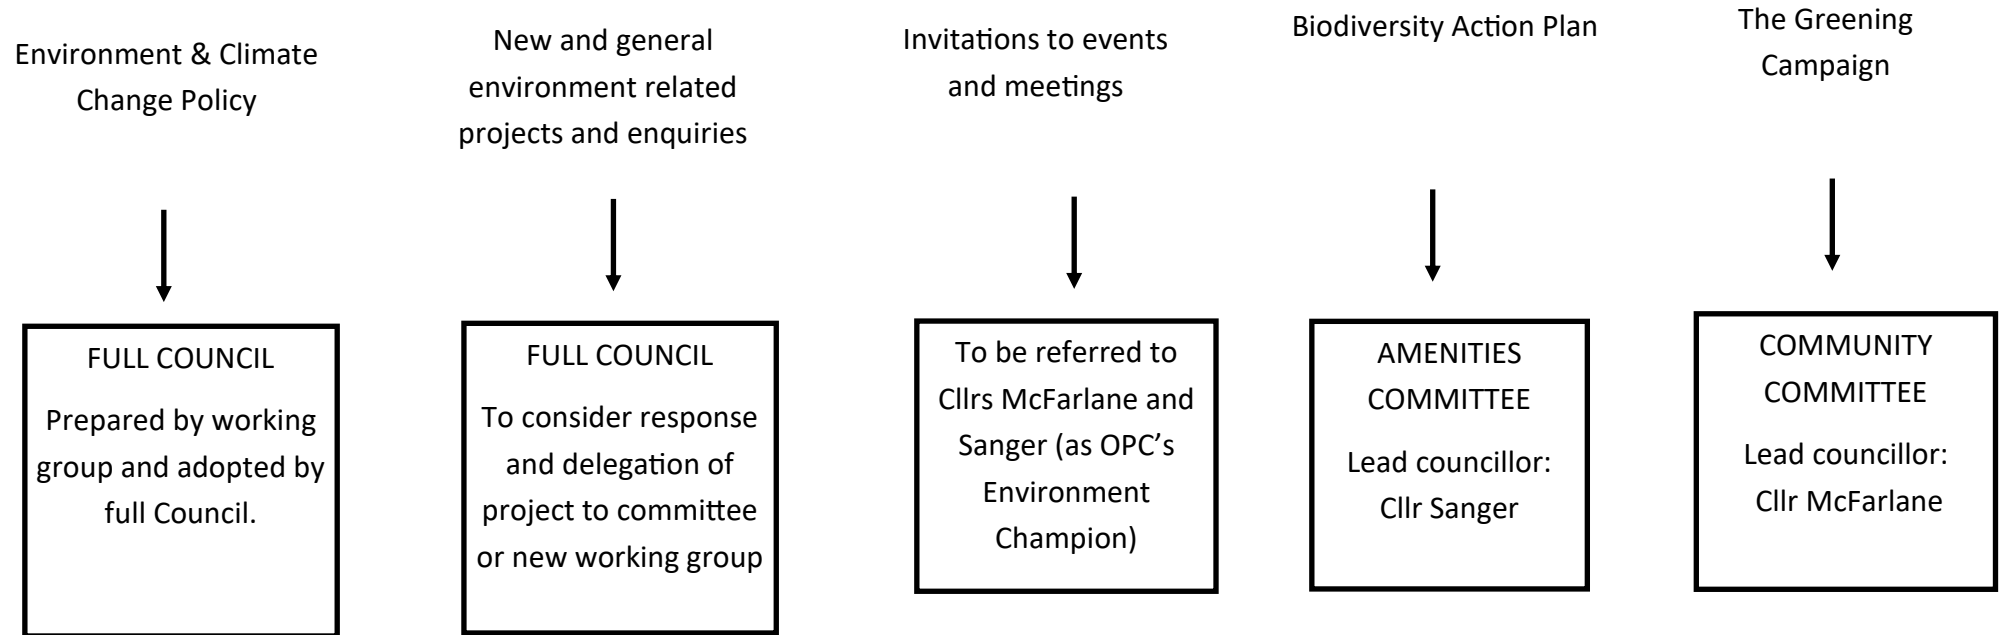 Environment & Climate
Change Policy
New and general
environment related
projects and enquiries
Invitations to events
and meetings
Biodiversity Action Plan
The Greening
Campaign
FULL COUNCIL
Prepared by working
group and adopted by
full Council.
FULL COUNCIL
To consider response
and delegation of
project to committee
or new working group
To be referred to
Cllrs McFarlane and
Sanger (as OPC’s
Environment
Champion)
AMENITIES
COMMITTEE
Lead councillor:
Cllr Sanger
COMMUNITY
COMMITTEE
Lead councillor:
Cllr McFarlane